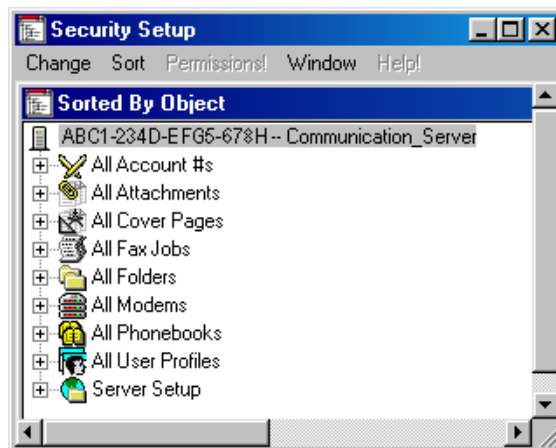 Security Setup
Change Sort Permissions! Window Help!
Sorted By Object
ABC1-234D-EFG5-678H -- Communication_Server
All Account #s
All Attachments
All Cover Pages
All Fax Jobs
All Folders
All Modems
All Phonebooks
All User Profiles
Server Setup